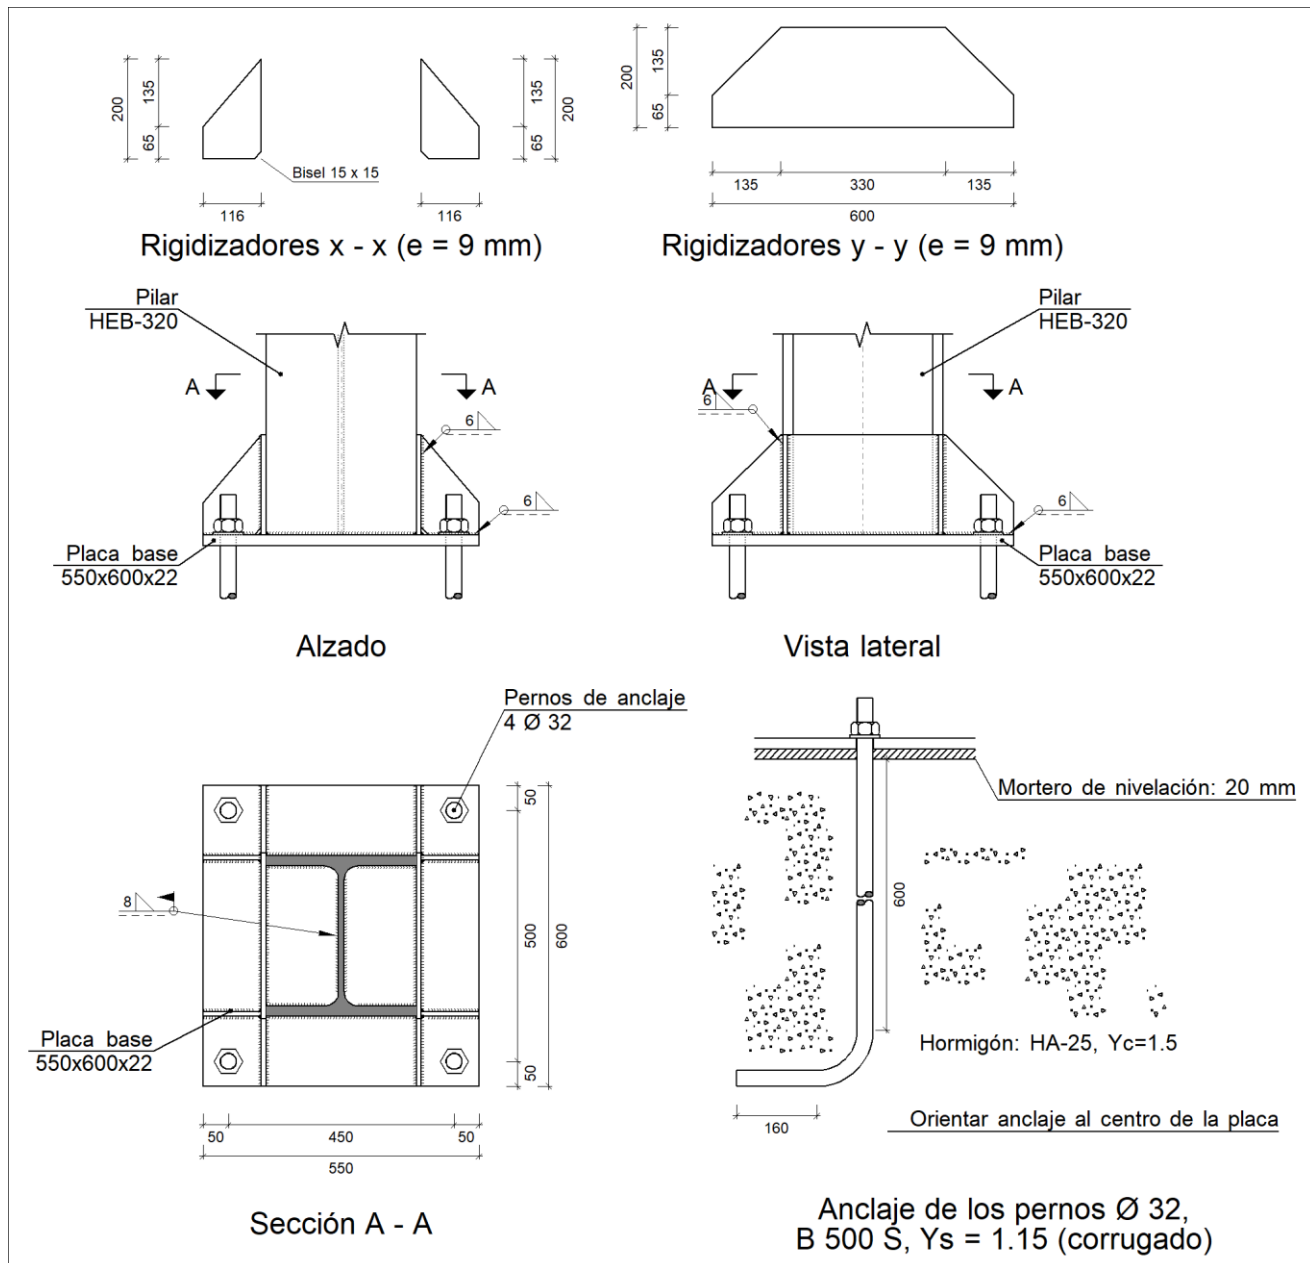 200
135
65
135
65
200
Bisel 15 x 15
116
116
Rigidizadores x - x (e = 9 mm)
200
135
65
135
330
135
600
Rigidizadores y - y (e = 9 mm)
Pilar
HEB-320
A
A
6
6
Placa base
550x600x22
Alzado
Pilar
HEB-320
A
A
6
6
Placa base
550x600x22
Vista lateral
Pernos de anclaje
4 Ø 32
8
50
500
50
600
Placa base
550x600x22
50
450
50
550
Sección A - A
Mortero de nivelación: 20 mm
600
Hormigón: HA-25, Yc=1.5
160
Orientar anclaje al centro de la placa
Anclaje de los pernos Ø 32,
B 500 S, Ys = 1.15 (corrugado)